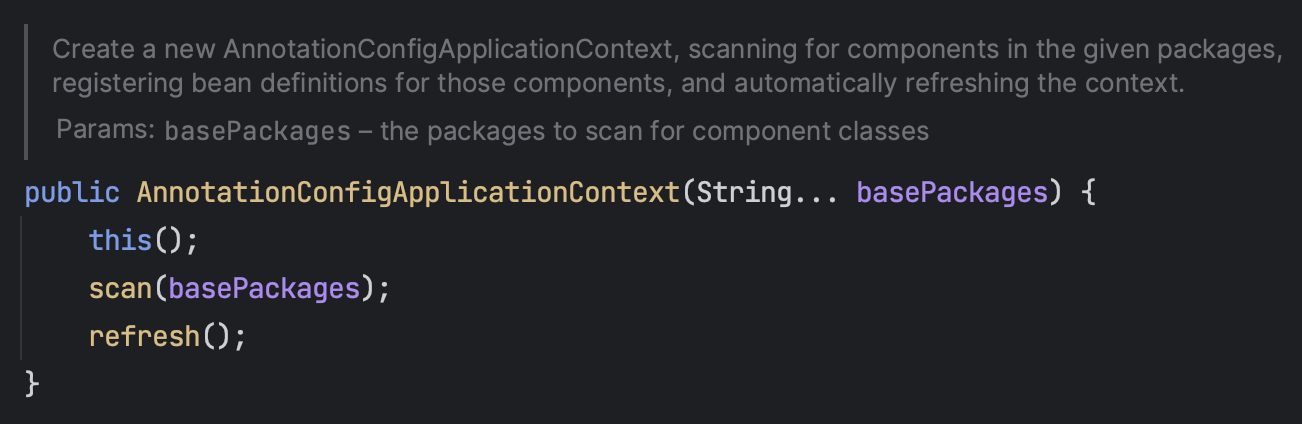 Create a new AnnotationConfigApplicationContext, scanning for components in the given packages,
registering bean definitions for those components, and automatically refreshing the context.
Params: basePackages – the packages to scan for component classes
public AnnotationConfigApplicationContext(String... basePackages) {
    this();
    scan(basePackages);
    refresh();
}